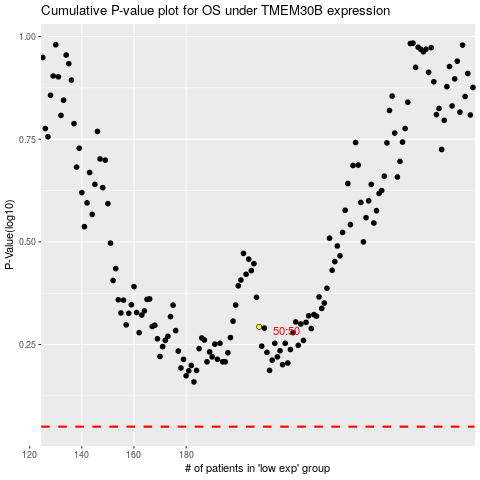 Cumulative P-value plot for OS under TMEM30B expression
1.00
0.75
0.50
0.25
P-Value(log10)
50:50
120 140 160 180
# of patients in 'low exp' group